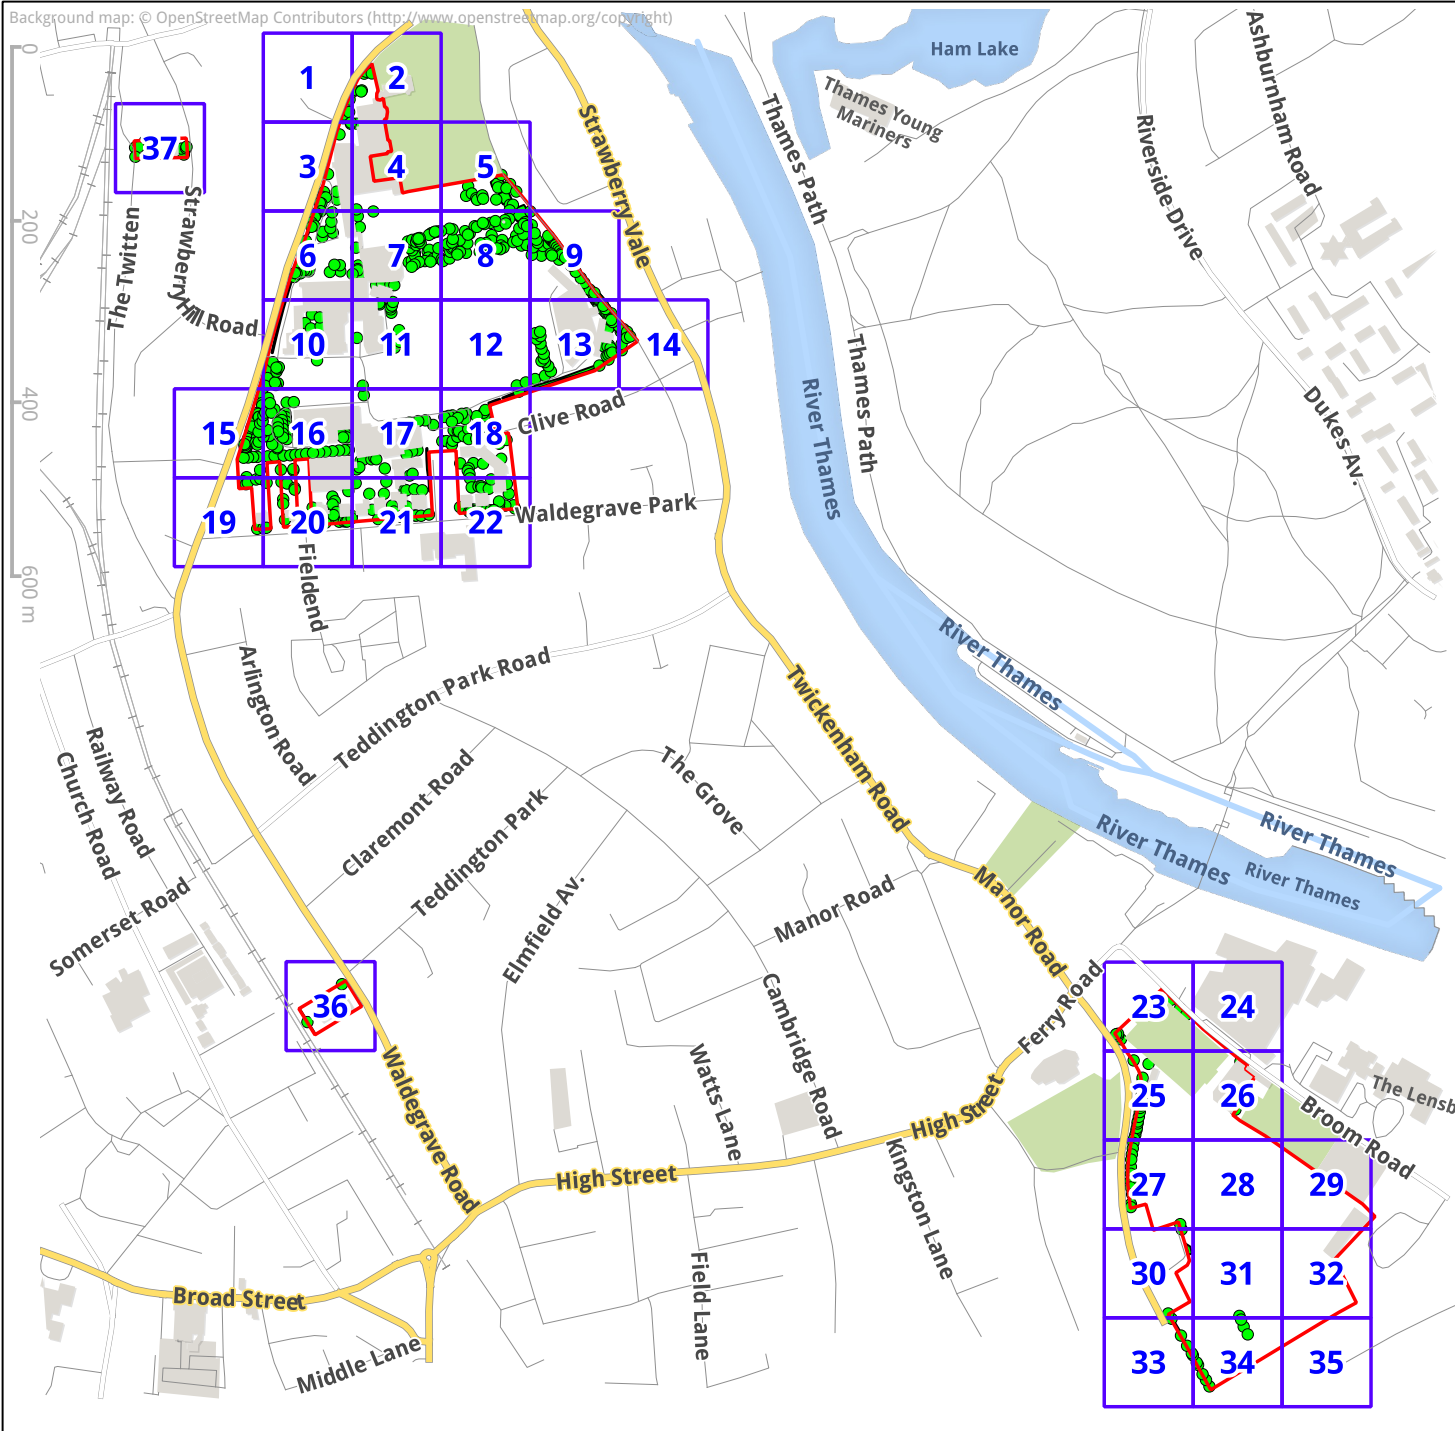 Background map: © OpenStreetMap Contributors (http://www.openstreetmap.org/copyright)
0
200
400
600 m
Ham Lake
Thames Young
Mariners
Ashburnham Road
Riverside Drive
Dukes Av.
Thames Path
Thames Path
Strawberry Vale
River Thames
River Thames
River Thames
River Thames
River Thames
The Twitten
Strawberry Hill Road
1
2
3
4
5
6
7
8
9
10
11
12
13
14
15
16
17
18
19
20
21
22
37
Clive Road
Waldegrave Park
Fieldend
Arlington Road
Teddington Park Road
Claremont Road
Teddington Park
The Grove
Twickenham Road
Railway Road
Church Road
Somerset Road
Elmfield Av.
Manor Road
Manor Road
Cambridge Road
Ferry Road
36
Waldegrave Road
Watts Lane
High Street
High Street
Kingston Lane
Field Lane
Broad Street
Middle Lane
23
24
25
26
27
28
29
30
31
32
33
34
35
Broom Road
The Lensb